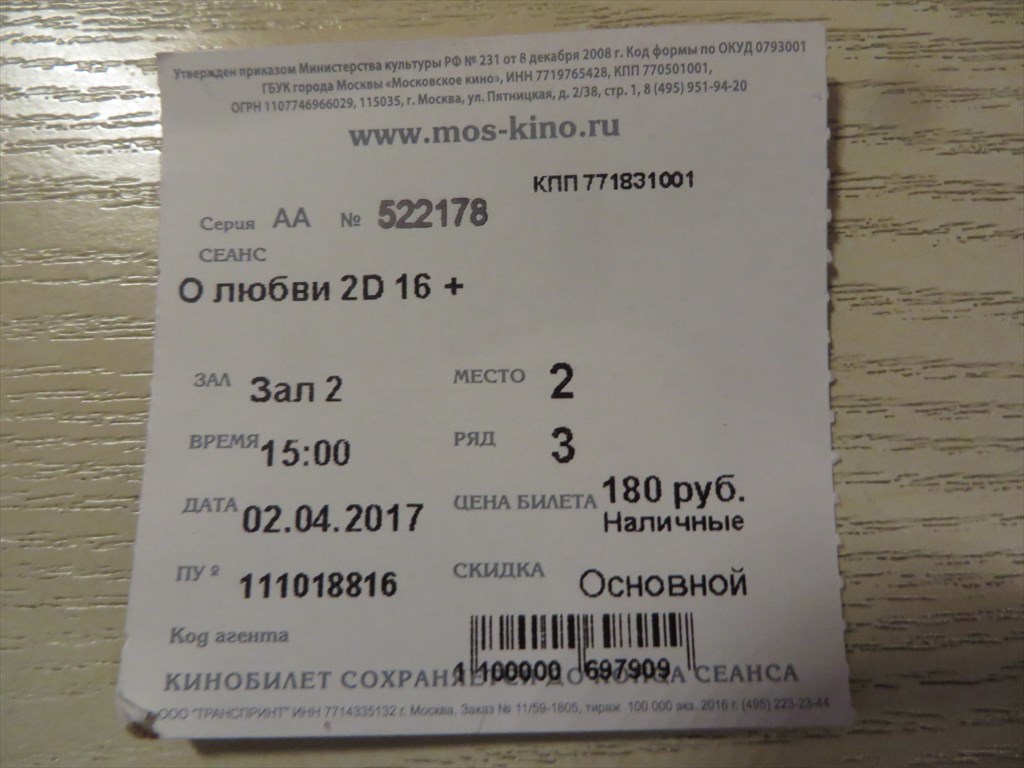 Утвержден приказом Министерства культуры РФ № 231 от 8 декабря 2008 г. Код формы по ОКУД 0793001
ГБУК города Москвы «Московское кино», ИНН 7719765428, КПП 770501001,
ОГРН 1107746966029, 115035, г. Москва, ул. Пятницкая, д. 2/38, стр. 1, 8 (495) 951-94-20
www.mos-kino.ru
КПП 771831001
Серия АА № 522178
СЕАНС
О любви 2D 16 +
ЗАЛ Зал 2 МЕСТО 2
ВРЕМЯ 15:00 РЯД 3
ДАТА 02.04.2017 ЦЕНА БИЛЕТА 180 руб.
Наличные
ПУ º 111018816 СКИДКА Основной
Код агента
1 100000 697909
КИНОБИЛЕТ СОХРАНЯЕТСЯ ДО КОНЦА СЕАНСА
ООО "ТРАНСПРИНТ" ИНН 7714335132 г. Москва. Заказ № 11/59-1605, тираж. 100 000 экз. 2016 г. (495) 223-23-44